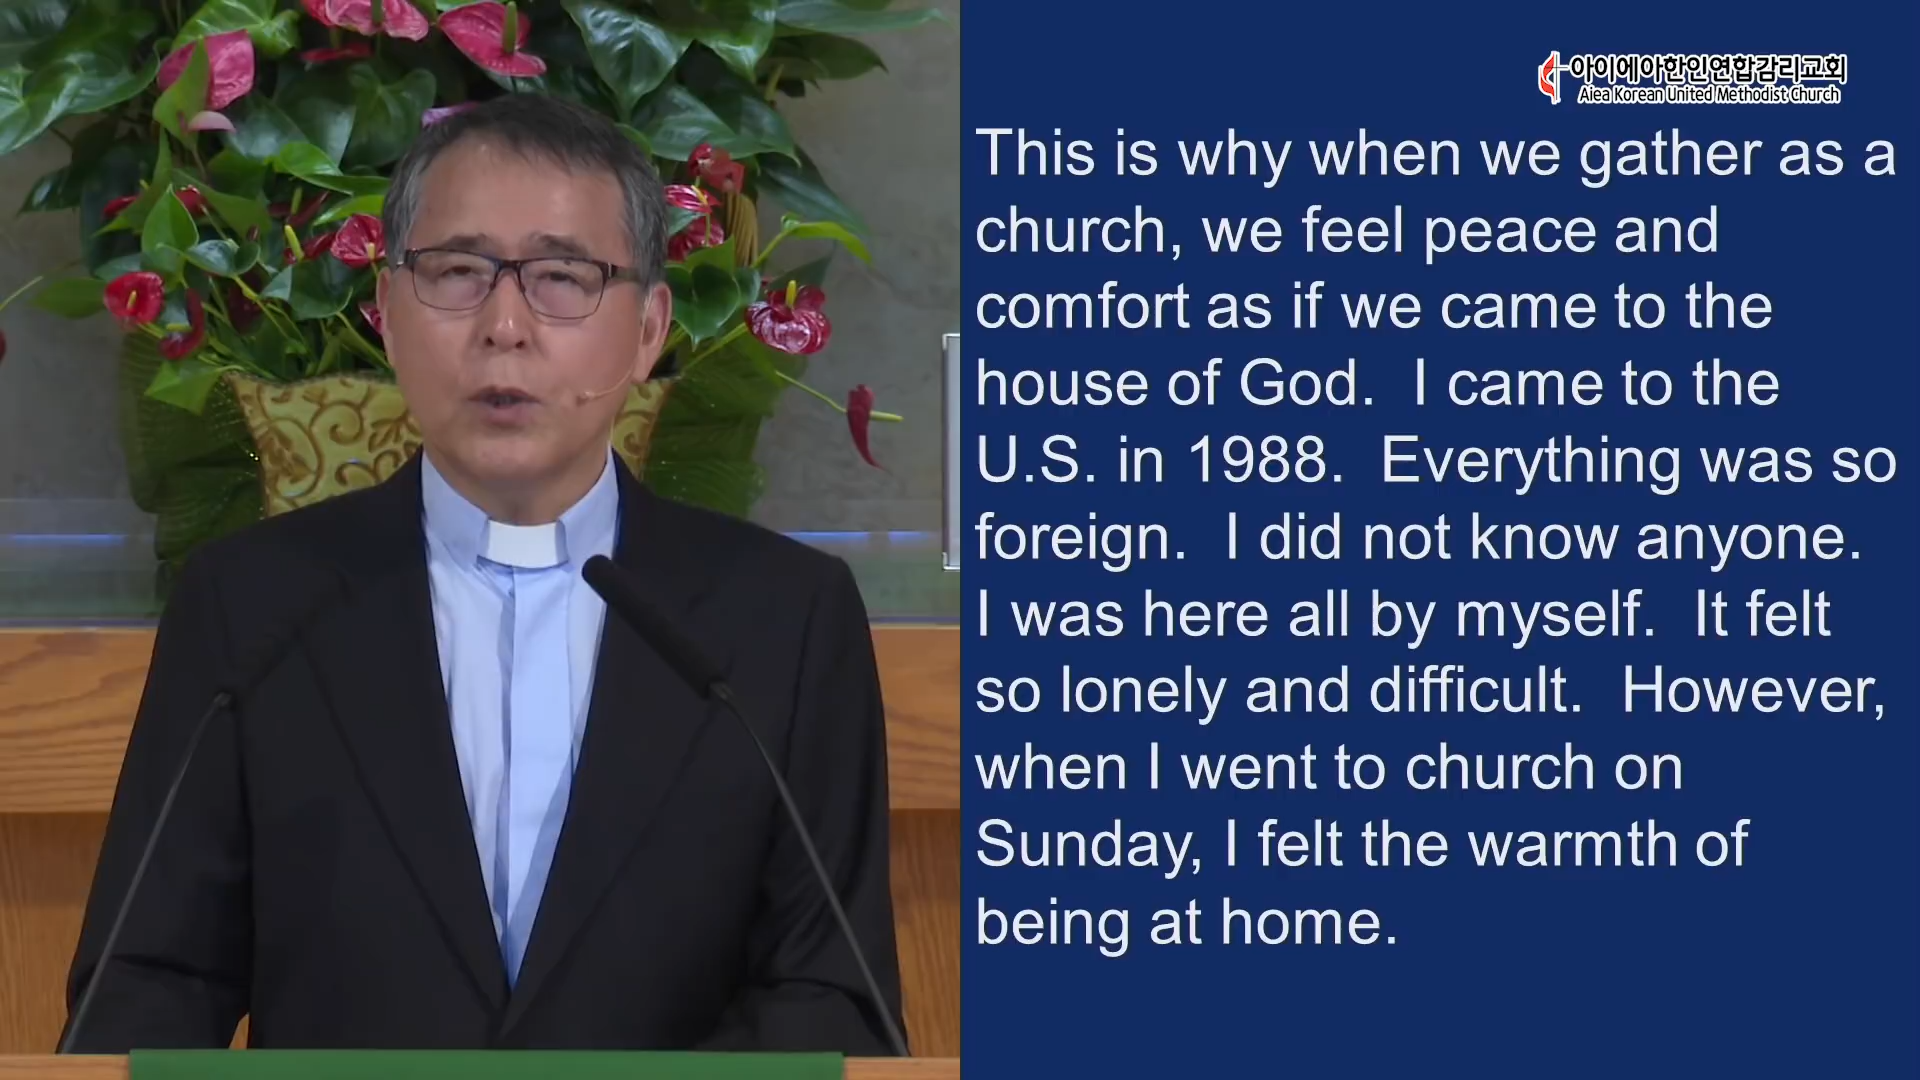 아이에아한인연합감리교회
Aiea Korean United Methodist Church
This is why when we gather as a
church, we feel peace and
comfort as if we came to the
house of God.  I came to the
U.S. in 1988.  Everything was so
foreign.  I did not know anyone.
I was here all by myself.  It felt
so lonely and difficult.  However,
when I went to church on
Sunday, I felt the warmth of
being at home.